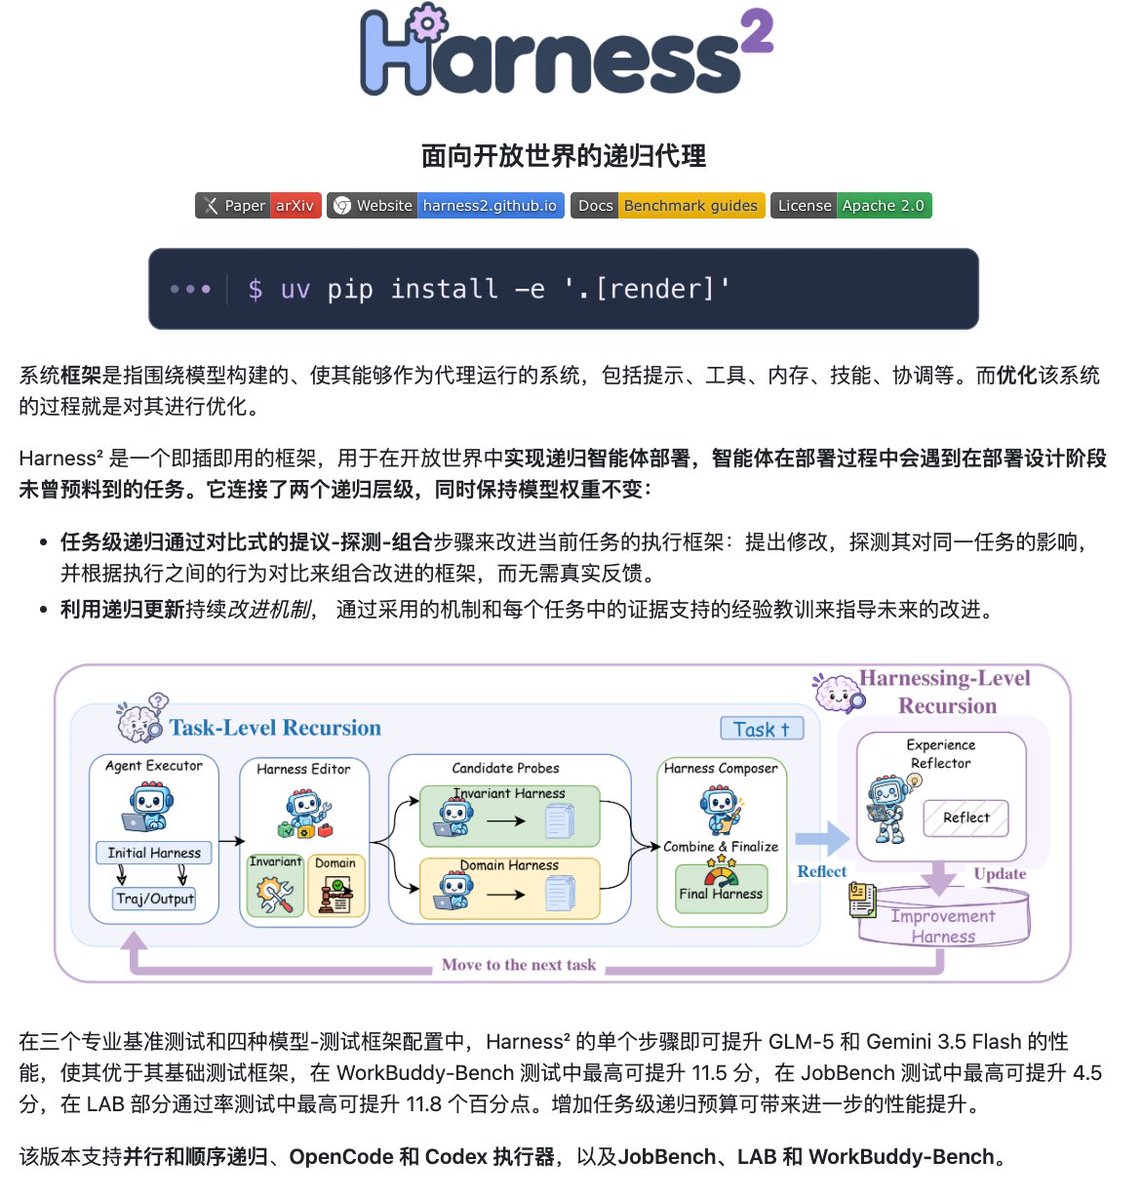 Harness²
面向开放世界的递归代理
Paper arXiv Website harness2.github.io Docs Benchmark guides License Apache 2.0
$ uv pip install -e '.[render]'
系统框架是指围绕模型构建的、使其能够作为代理运行的系统，包括提示、工具、内存、技能、协调等。而优化该系统
的过程就是对其进行优化。
Harness² 是一个即插即用的框架，用于在开放世界中实现递归智能体部署，智能体在部署过程中会遇到在部署设计阶段
未曾预料到的任务。它连接了两个递归层级，同时保持模型权重不变：
• 任务级递归通过对比式的提议-探测-组合步骤来改进当前任务的执行框架：提出修改，探测其对同一任务的影响，
并根据执行之间的行为对比来组合改进的框架，而无需真实反馈。
• 利用递归更新持续改进机制， 通过采用的机制和每个任务中的证据支持的经验教训来指导未来的改进。
Task-Level Recursion
Task t
Harnessing-Level
Recursion
Agent Executor
Initial Harness
Traj/Output
Harness Editor
Invariant
Domain
Candidate Probes
Invariant Harness
Domain Harness
Harness Composer
Combine & Finalize
Final Harness
Reflect
Experience
Reflector
Reflect
Update
Improvement
Harness
Move to the next task
在三个专业基准测试和四种模型-测试框架配置中，Harness² 的单个步骤即可提升 GLM-5 和 Gemini 3.5 Flash 的性
能，使其优于其基础测试框架，在 WorkBuddy-Bench 测试中最高可提升 11.5 分，在 JobBench 测试中最高可提升 4.5
分，在 LAB 部分通过率测试中最高可提升 11.8 个百分点。增加任务级递归预算可带来进一步的性能提升。
该版本支持并行和顺序递归、OpenCode 和 Codex 执行器，以及JobBench、LAB 和 WorkBuddy-Bench。